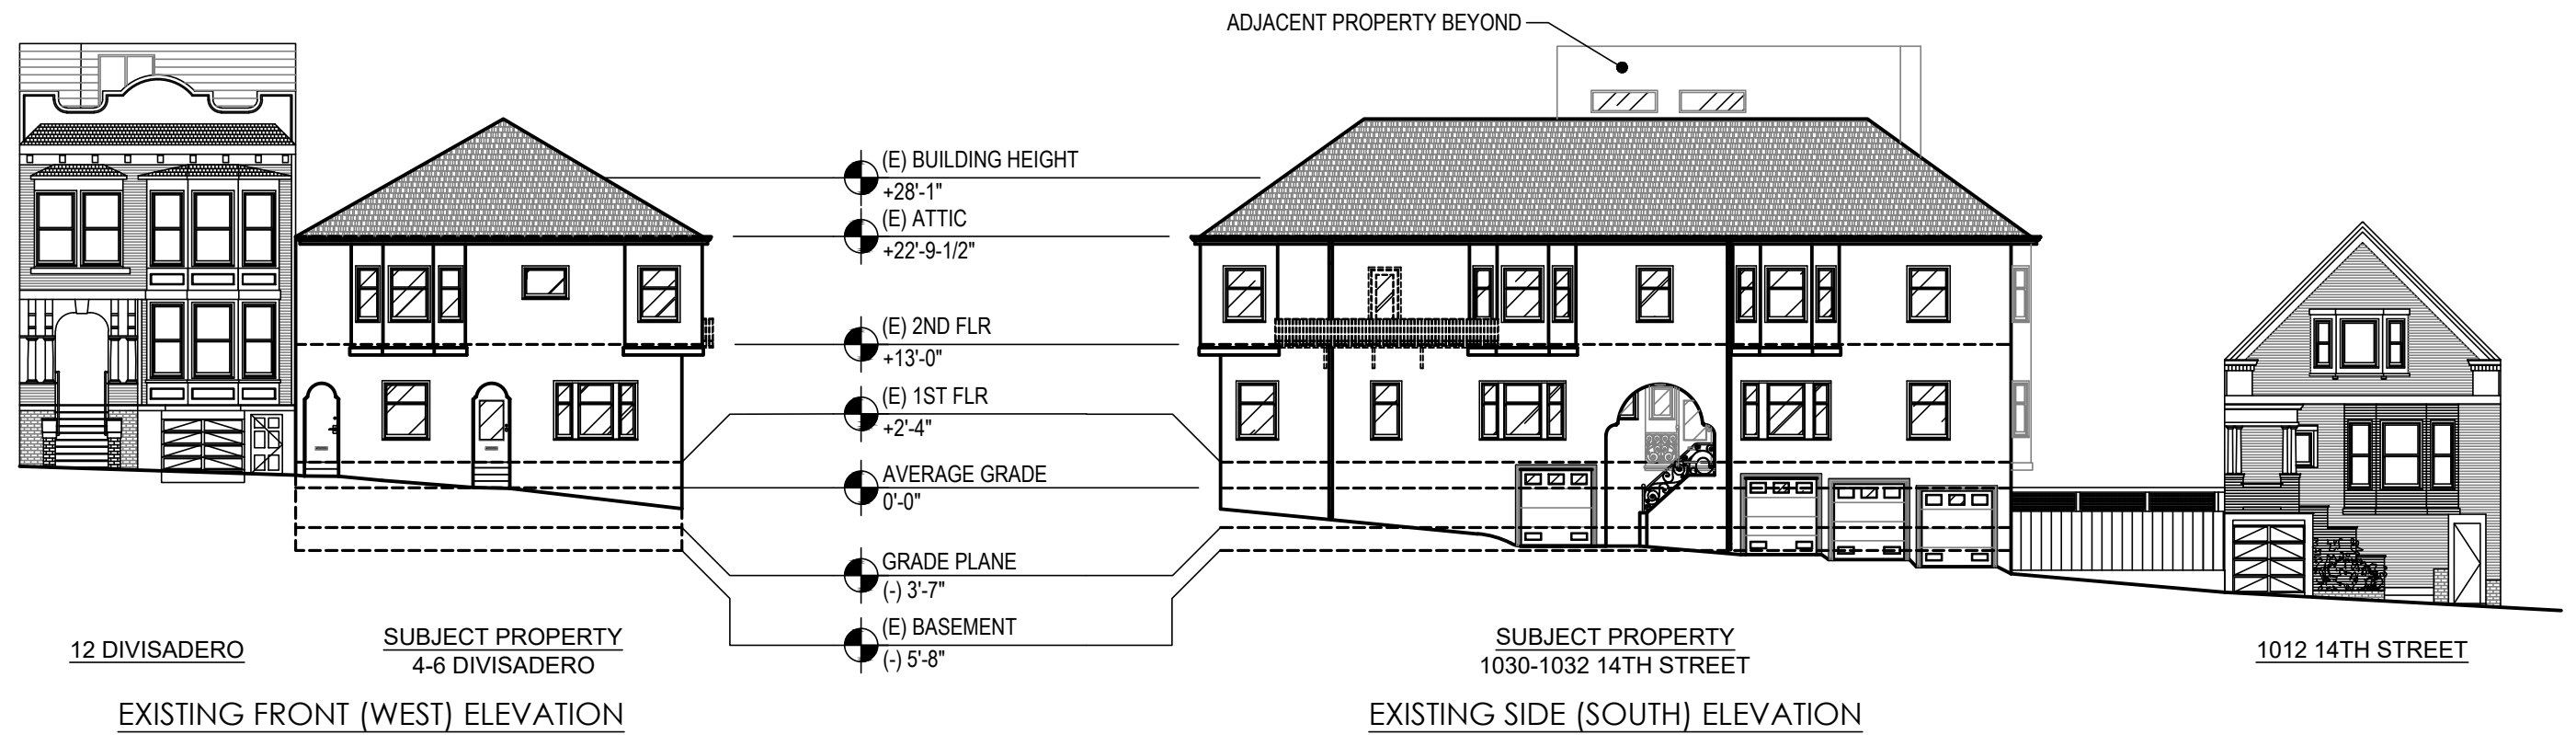 ADJACENT PROPERTY BEYOND
(E) BUILDING HEIGHT
+28'-1"
(E) ATTIC
+22'-9-1/2"
(E) 2ND FLR
+13'-0"
(E) 1ST FLR
+2'-4"
AVERAGE GRADE
0'-0"
GRADE PLANE
(-) 3'-7"
(E) BASEMENT
(-) 5'-8"
12 DIVISADERO
SUBJECT PROPERTY
4-6 DIVISADERO
EXISTING FRONT (WEST) ELEVATION
SUBJECT PROPERTY
1030-1032 14TH STREET
1012 14TH STREET
EXISTING SIDE (SOUTH) ELEVATION